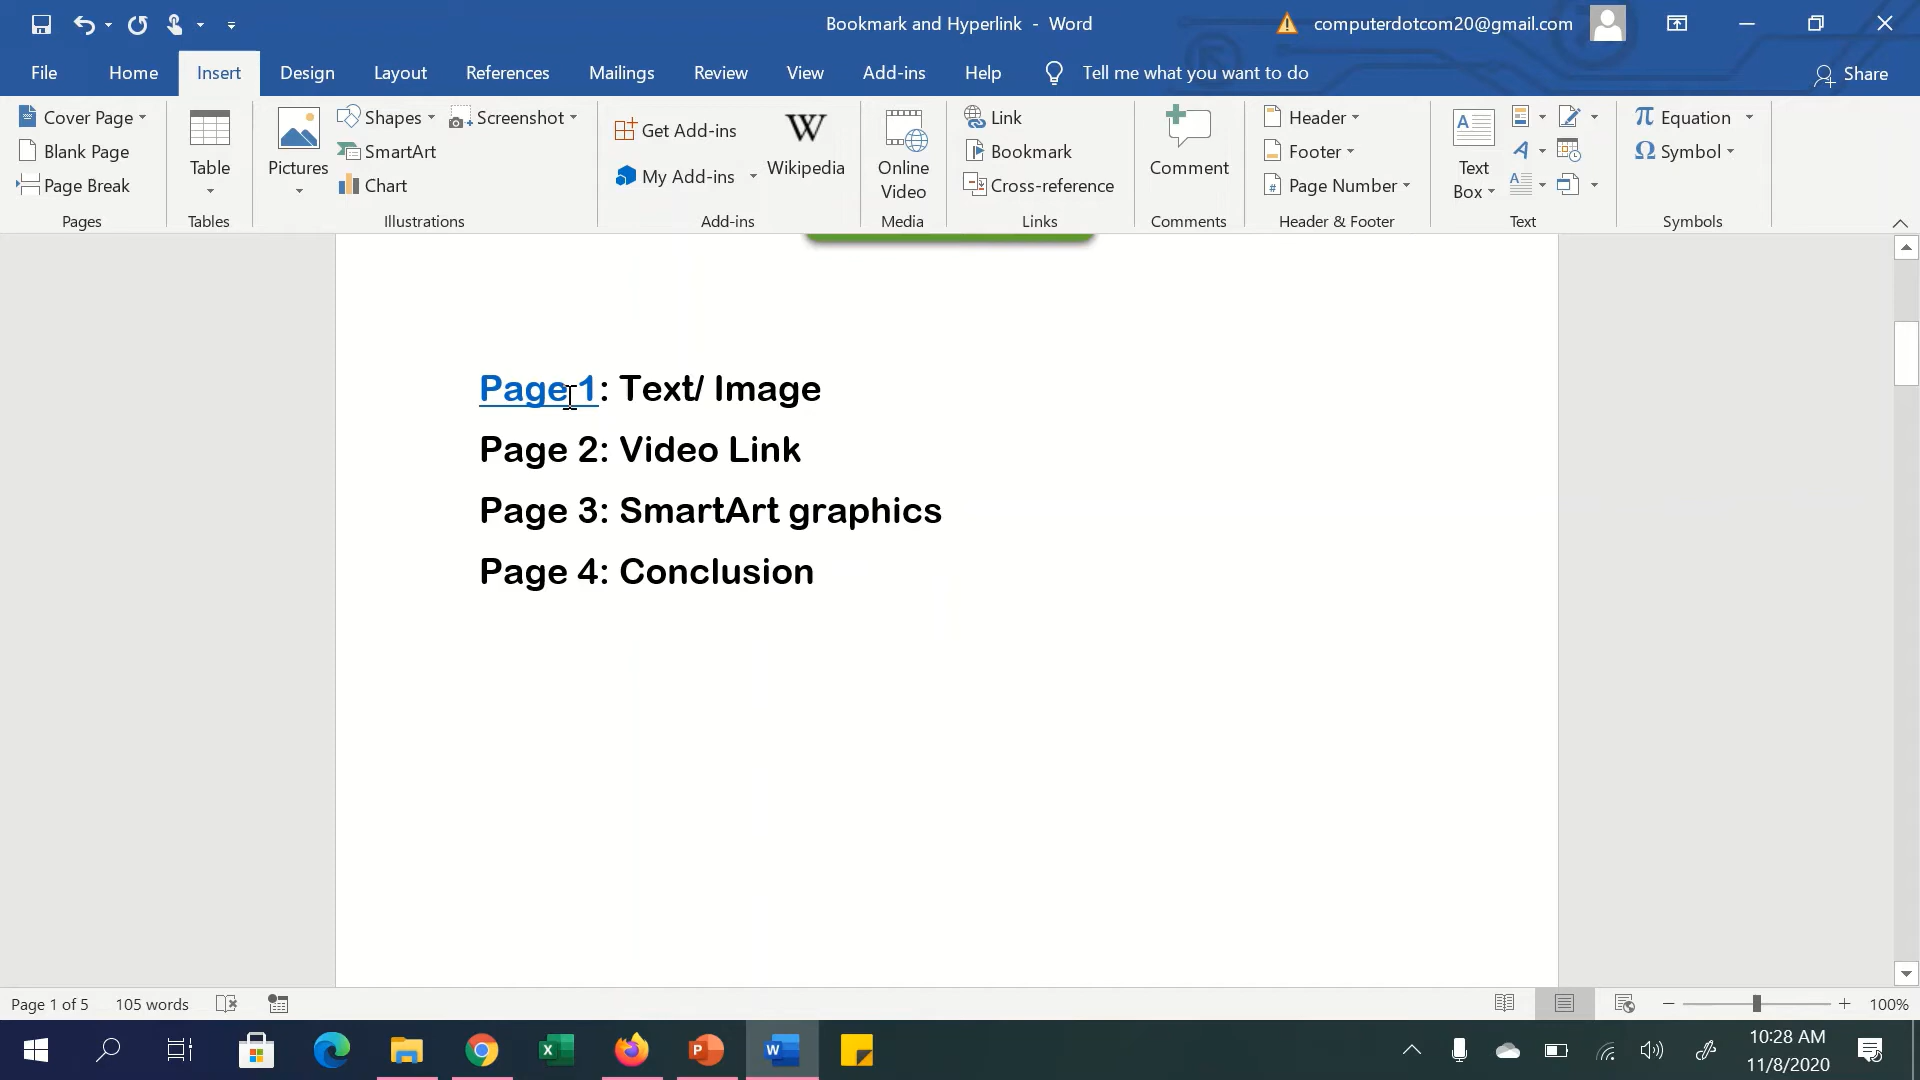 Bookmark and Hyperlink - Word
computerdotcom20@gmail.com
File Home Insert Design Layout References Mailings Review View Add-ins Help Tell me what you want to do Share
Cover Page
Blank Page
Page Break
Pages
Table
Tables
Pictures
Shapes
SmartArt
Chart
Screenshot
Illustrations
Get Add-ins
My Add-ins
W
Wikipedia
Add-ins
Online
Video
Media
Link
Bookmark
Cross-reference
Links
Comment
Comments
Header
Footer
Page Number
Header & Footer
Text
Box
Text
Equation
Symbol
Symbols
Page 1: Text/ Image
Page 2: Video Link
Page 3: SmartArt graphics
Page 4: Conclusion
Page 1 of 5 105 words
100%
10:28 AM
11/8/2020